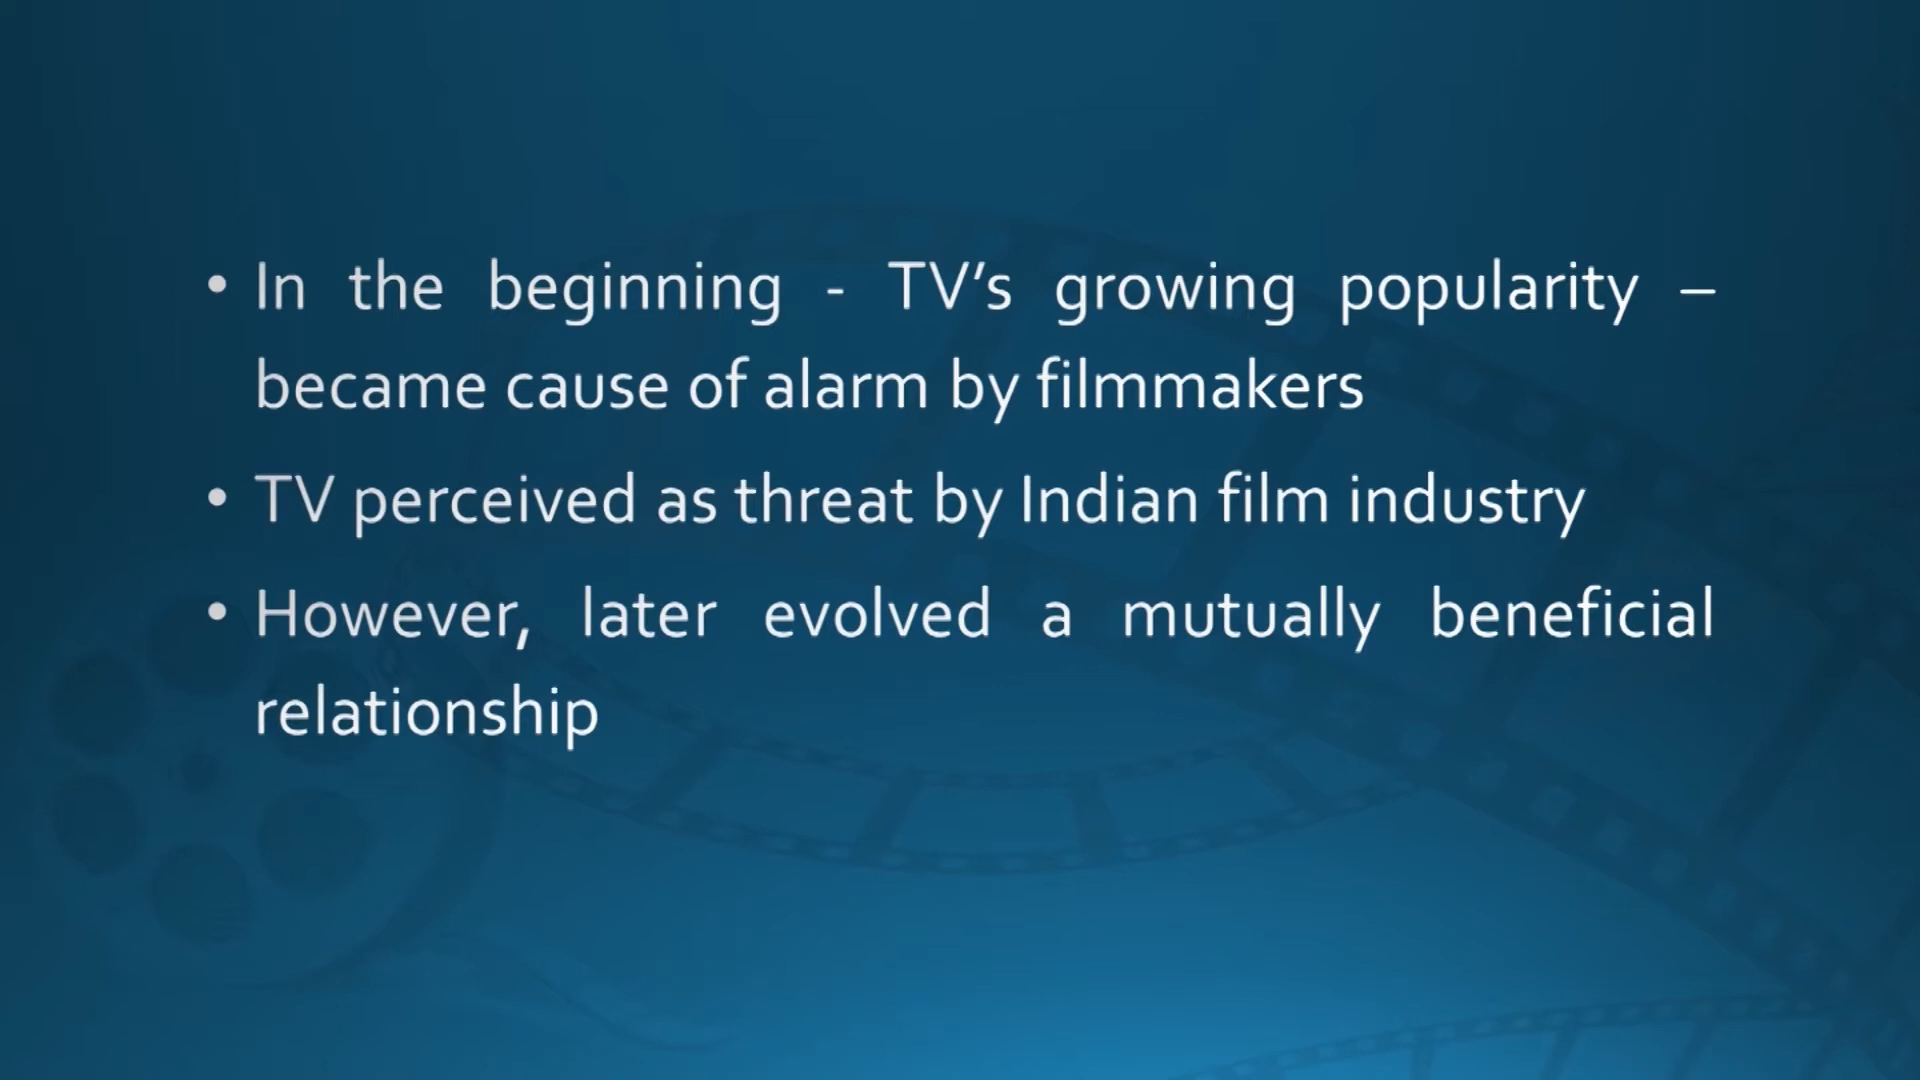 • In the beginning - TV’s growing popularity –
became cause of alarm by filmmakers
• TV perceived as threat by Indian film industry
• However, later evolved a mutually beneficial
relationship